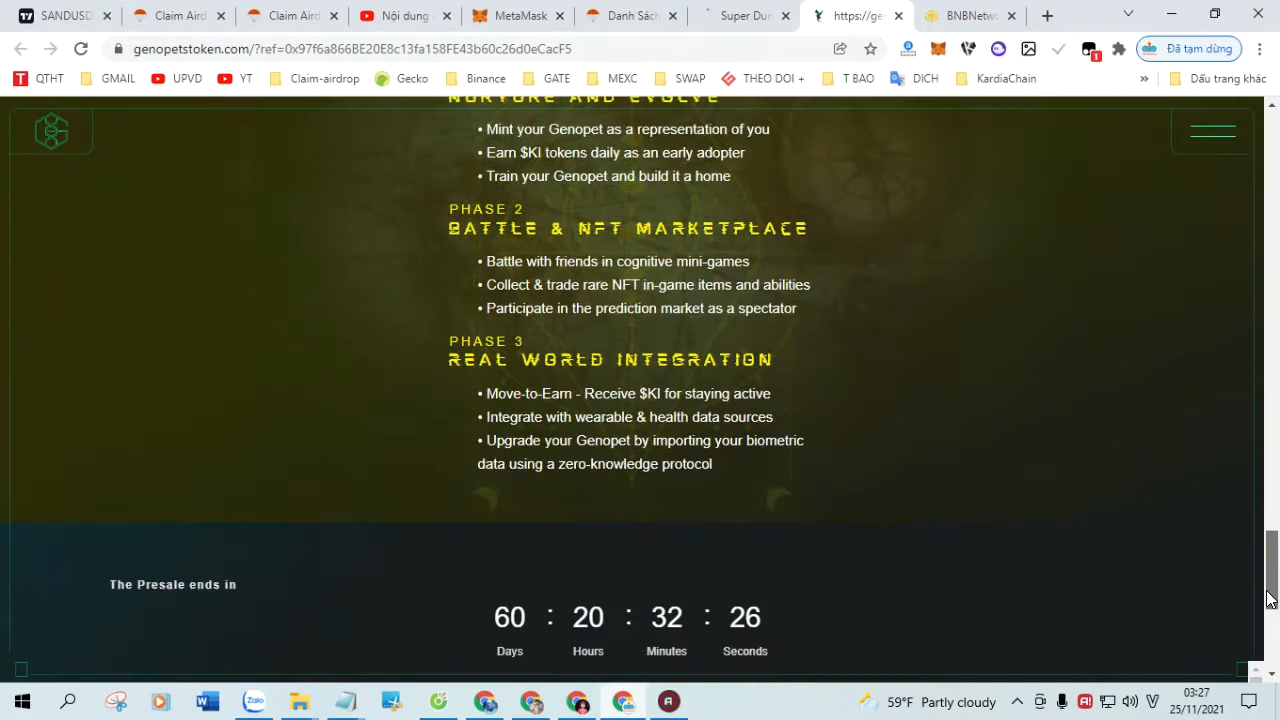 SANDUSD'
Claim Aird
Claim Aird
Nội dung
MetaMask
Danh Sách
Super Dun
https://ge
BNBNetwo
genopetstoken.com/?ref=0x97f6a866BE20E8c13fa158FE43b60c26d0eCacF5
1
Đã tạm dừng
QTHT
GMAIL
UPVD
YT
Claim-airdrop
Gecko
Binance
GATE
MEXC
SWAP
THEO DOI +
T BAO
DICH
KardiaChain
»
Dấu trang khác
NURTURE AND EVOLVE
• Mint your Genopet as a representation of you
• Earn $KI tokens daily as an early adopter
• Train your Genopet and build it a home
PHASE 2
BATTLE & NFT MARKETPLACE
• Battle with friends in cognitive mini-games
• Collect & trade rare NFT in-game items and abilities
• Participate in the prediction market as a spectator
PHASE 3
REAL WORLD INTEGRATION
• Move-to-Earn - Receive $KI for staying active
• Integrate with wearable & health data sources
• Upgrade your Genopet by importing your biometric
data using a zero-knowledge protocol
The Presale ends in
60 : 20 : 32 : 26
Days Hours Minutes Seconds
Zalo
59°F Partly cloudy
03:27
25/11/2021